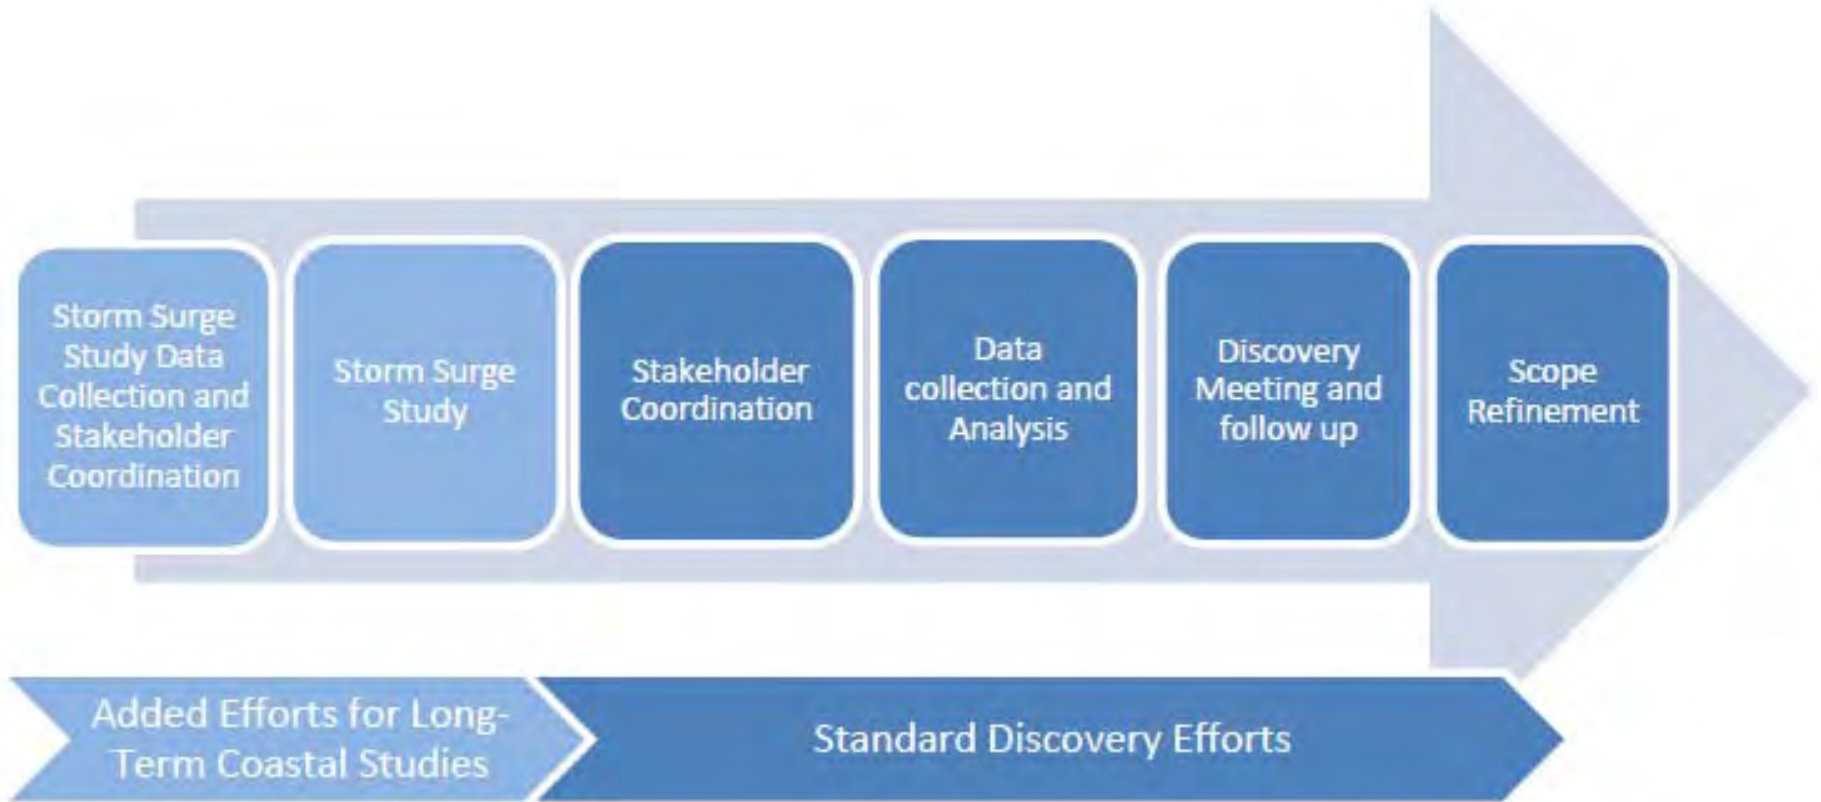 Storm Surge
Study Data
Collection and
Stakeholder
Coordination
Storm Surge
Study
Stakeholder
Coordination
Data
collection and
Analysis
Discovery
Meeting and
follow up
Scope
Refinement
Added Efforts for Long-
Term Coastal Studies
Standard Discovery Efforts